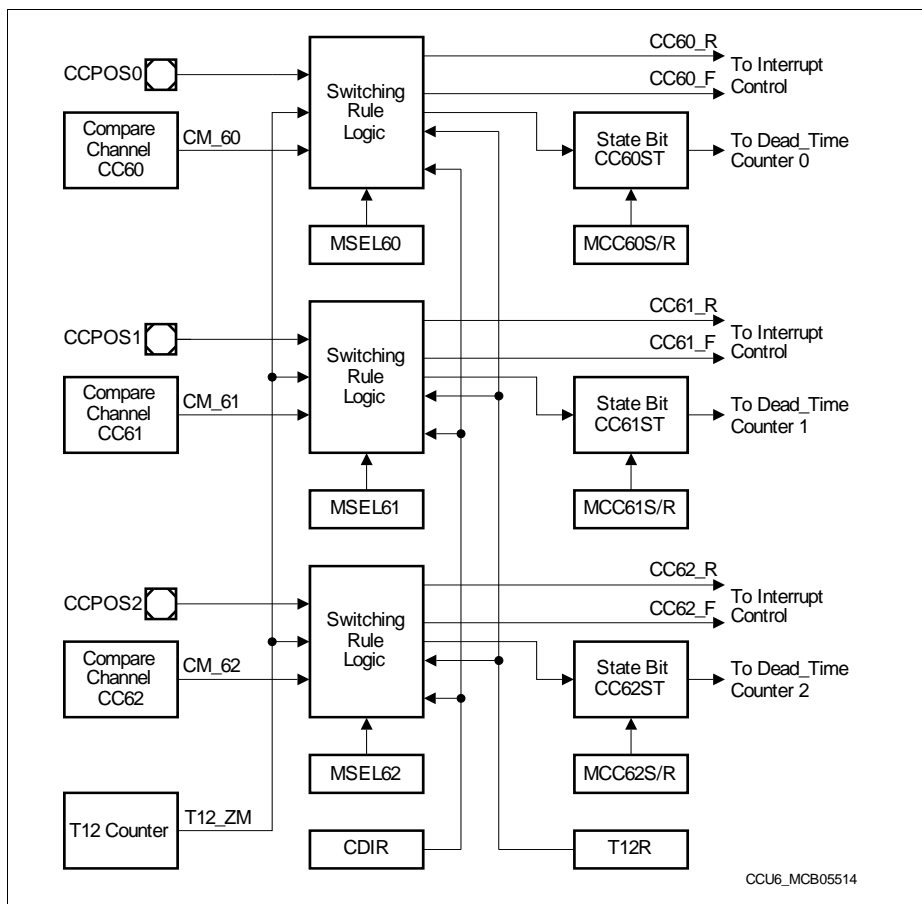 CC60_R
To Interrupt
Control
CCPOS0
CC60_F
Switching
Rule
Logic
Compare
Channel
CC60
CM_60
State Bit
CC60ST
To Dead_Time
Counter 0
MSEL60
MCC60S/R
CC61_R
To Interrupt
Control
CCPOS1
CC61_F
Switching
Rule
Logic
Compare
Channel
CC61
CM_61
State Bit
CC61ST
To Dead_Time
Counter 1
MSEL61
MCC61S/R
CC62_R
To Interrupt
Control
CCPOS2
CC62_F
Switching
Rule
Logic
Compare
Channel
CC62
CM_62
State Bit
CC62ST
To Dead_Time
Counter 2
MSEL62
MCC62S/R
T12 Counter
T12_ZM
CDIR
T12R
CCU6_MCB05514